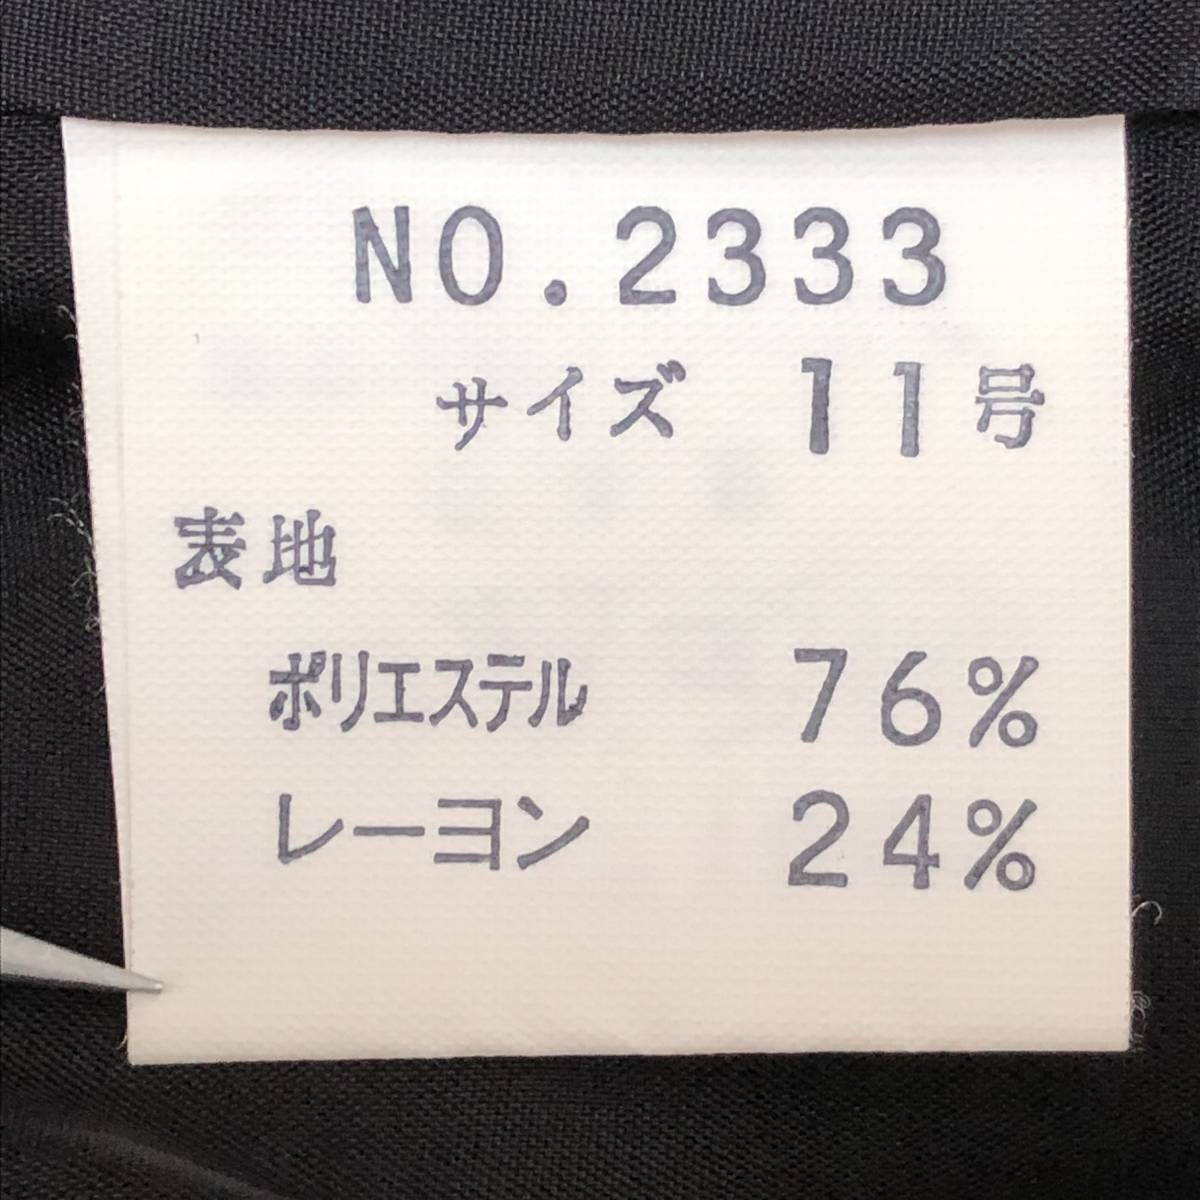 NO.2333
サイズ 11号
表地
ポリエステル 76%
レーヨン 24%